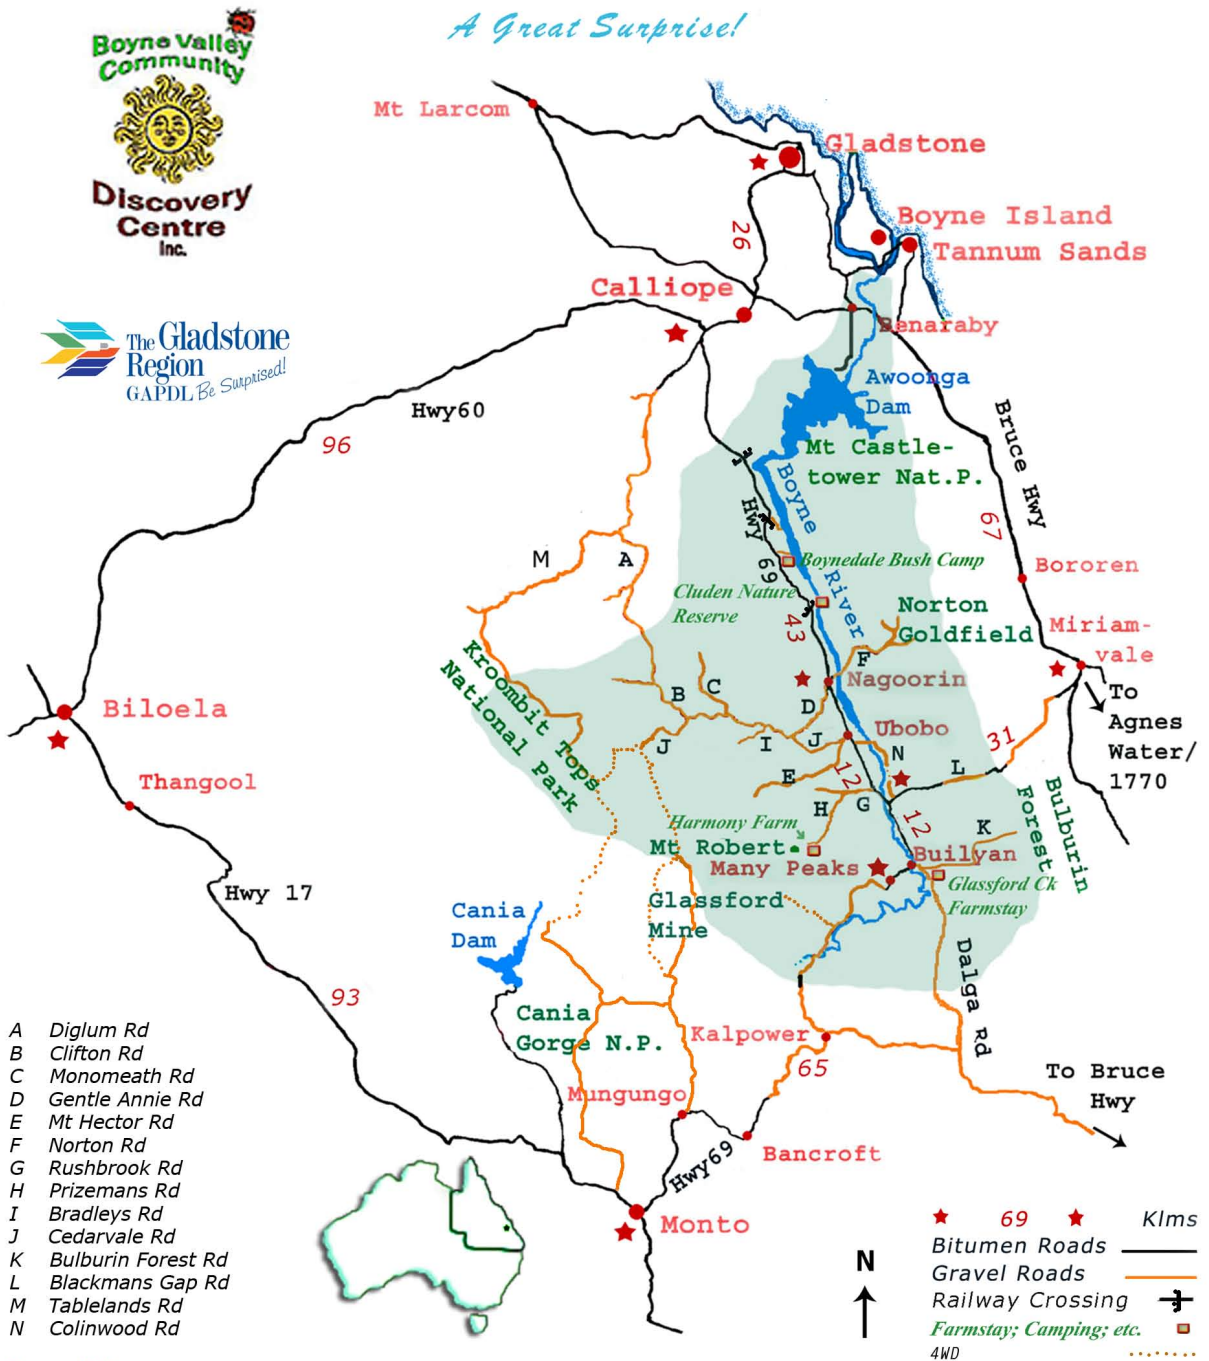 A Great Surprise!
Boyne Valley
Community
Discovery
Centre
Inc.
Mt Larcom
Gladstone
Boyne Island
Tannum Sands
26
Calliope
Benaraby
The Gladstone
Region
GAPDL Be Surprised!
Awoonga
Dam
Hwy60
96
Bruce Hwy
67
Mt Castle-
tower Nat.P.
Boyne River
Hwy 69
M
A
Boynedale Bush Camp
Bororen
Cluden Nature
Reserve
43
Norton
Goldfield
Miriam-
vale
F
Kroombit Tops
National Park
B
C
Nagoorin
D
To
Agnes
Water/
1770
Biloela
Ubobo
J
I
J
N
31
Thangool
E
12
L
H
G
Bulburin
Forest
Harmony Farm
12
K
Mt Robert
Builyan
Many Peaks
Hwy 17
Glassford Ck
Farmstay
Glassford
Mine
Cania
Dam
Dalga Rd
93
Cania
Gorge N.P.
Kalpower
65
To Bruce
Hwy
Mungungo
Hwy69
Bancroft
Monto
A Diglum Rd
B Clifton Rd
C Monomeath Rd
D Gentle Annie Rd
E Mt Hector Rd
F Norton Rd
G Rushbrook Rd
H Prizemans Rd
I Bradleys Rd
J Cedarvale Rd
K Bulburin Forest Rd
L Blackmans Gap Rd
M Tablelands Rd
N Colinwood Rd
N
69 Klms
Bitumen Roads
Gravel Roads
Railway Crossing
Farmstay; Camping; etc.
4WD